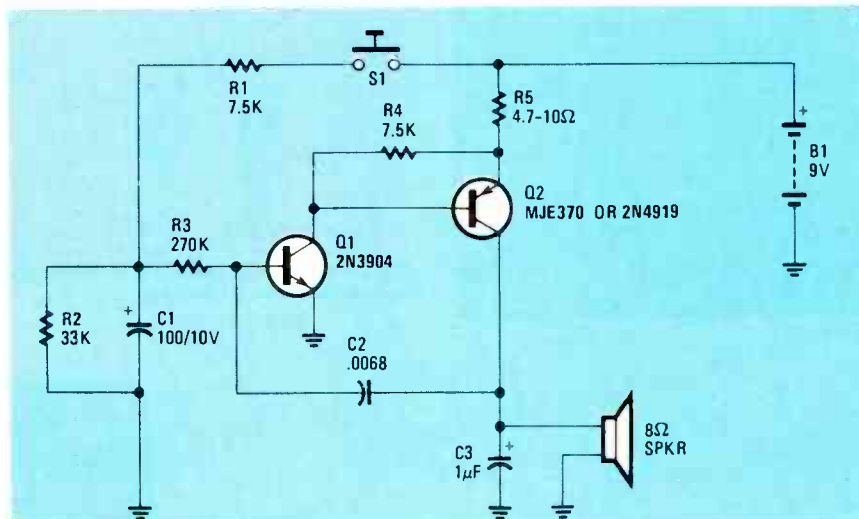 S1
R1
7.5K
R5
4.7-10Ω
R4
7.5K
+
B1
9V
Q2
MJE370 OR 2N4919
R3
270K
Q1
2N3904
R2
33K
+
C1
100/10V
C2
.0068
+
C3
1µF
8Ω
SPKR